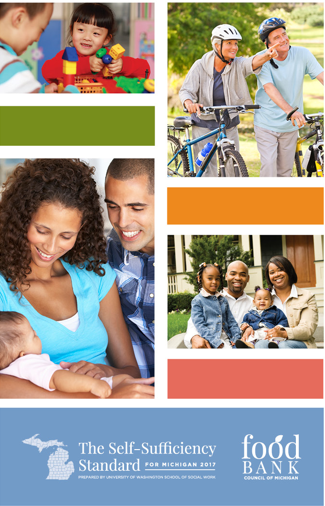 The Self-Sufficiency
Standard FOR MICHIGAN 2017
PREPARED BY UNIVERSITY OF WASHINGTON SCHOOL OF SOCIAL WORK
food
BANK
COUNCIL OF MICHIGAN